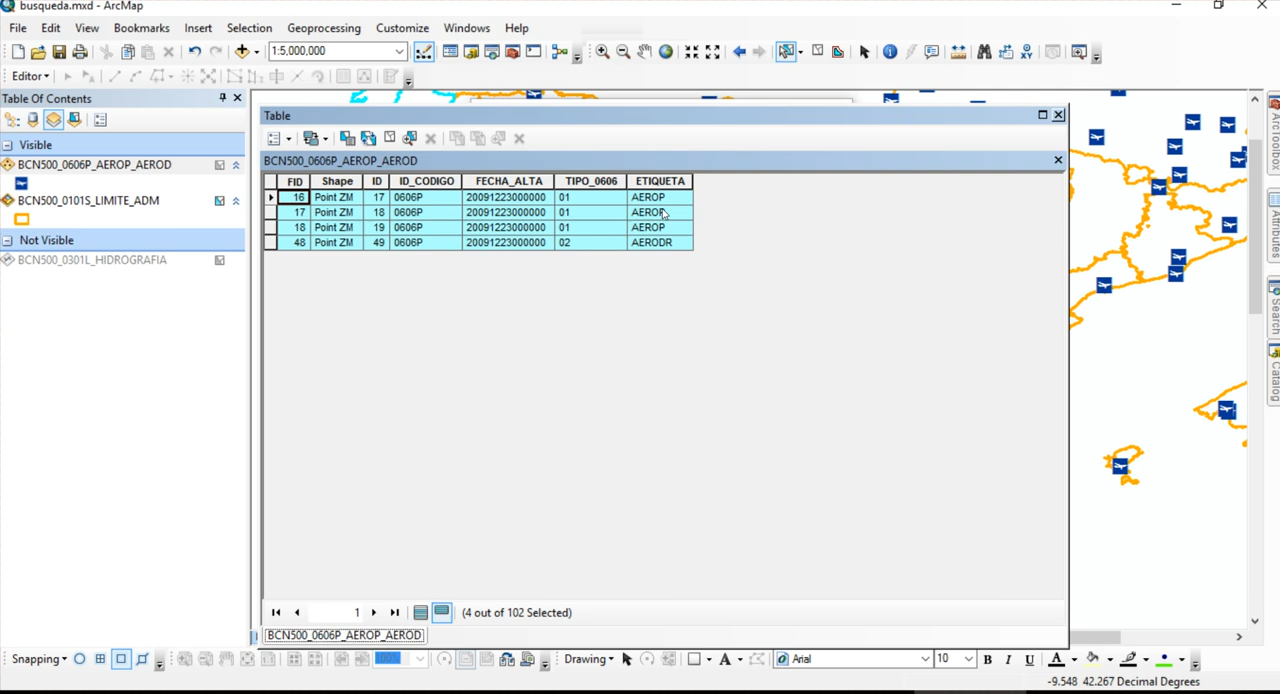 busqueda.mxd - ArcMap
File Edit View Bookmarks Insert Selection Geoprocessing Customize Windows Help
1:5,000,000
Editor
Table Of Contents
Table
Visible
BCN500_0606P_AEROP_AEROD
BCN500_0606P_AEROP_AEROD
FID Shape ID ID_CODIGO FECHA_ALTA TIPO_0606 ETIQUETA
16 Point ZM 17 0606P 20091223000000 01 AEROP
BCN500_0101S_LIMITE_ADM
17 Point ZM 18 0606P 20091223000000 01 AEROP
18 Point ZM 19 0606P 20091223000000 01 AEROP
Not Visible
48 Point ZM 49 0606P 20091223000000 02 AERODR
BCN500_0301L_HIDROGRAFIA
ArcToolbox
Attributes
Search
Catalog
1 (4 out of 102 Selected)
BCN500_0606P_AEROP_AEROD
Snapping 100% Drawing A Arial 10 B I U A
-9.548 42.267 Decimal Degrees